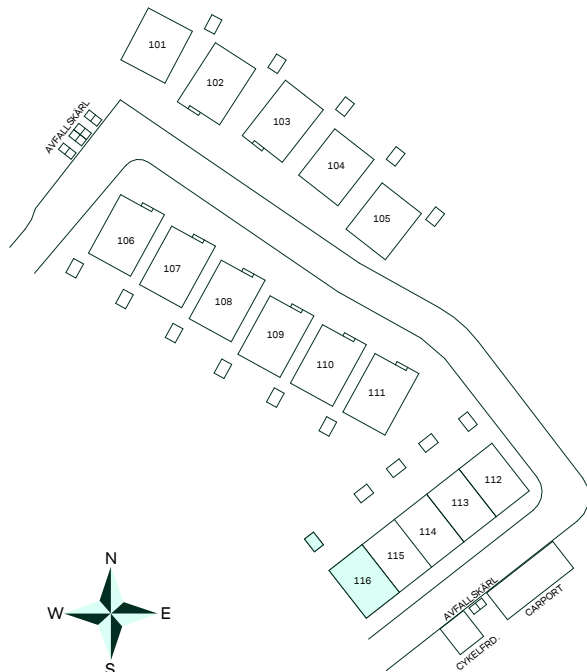 101
102
AVFALLSKÄRL
103
104
105
106
107
108
109
110
111
112
113
114
115
116
AVFALLSKÄRL
CARPORT
CYKELFRD.
N
W E
S